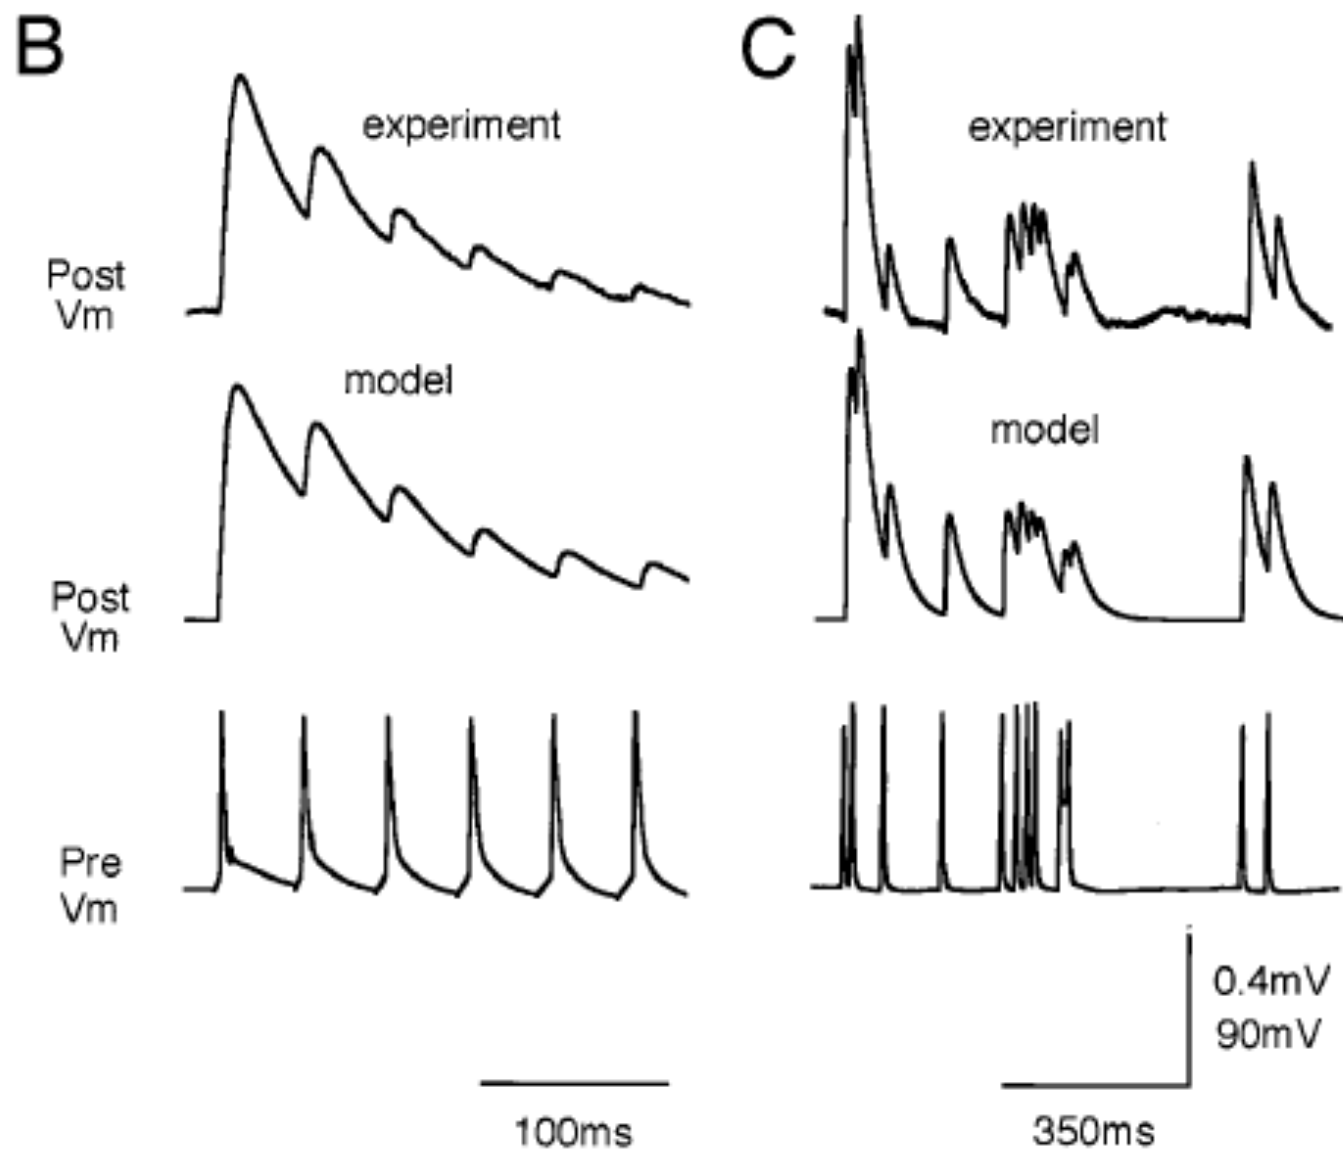 B
experiment
Post
Vm
model
Post
Vm
Pre
Vm
100ms
C
experiment
model
0.4mV
90mV
350ms